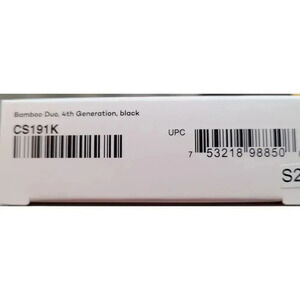 Bamboo Duo, 4th Generation, black
CS191K
UPC
7 53218 98850
S2